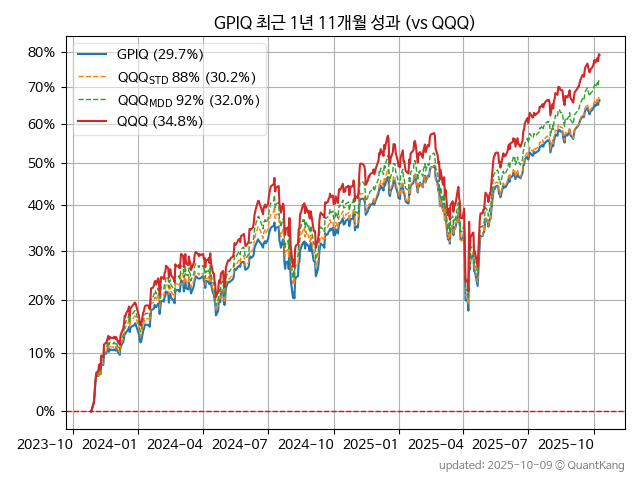 GPIQ 최근 1년 11개월 성과 (vs QQQ)
80%
70%
60%
50%
40%
30%
20%
10%
0%
GPIQ (29.7%)
QQQSTD 88% (30.2%)
QQQMDD 92% (32.0%)
QQQ (34.8%)
2023-10 2024-01 2024-04 2024-07 2024-10 2025-01 2025-04 2025-07 2025-10
updated: 2025-10-09 © QuantKang